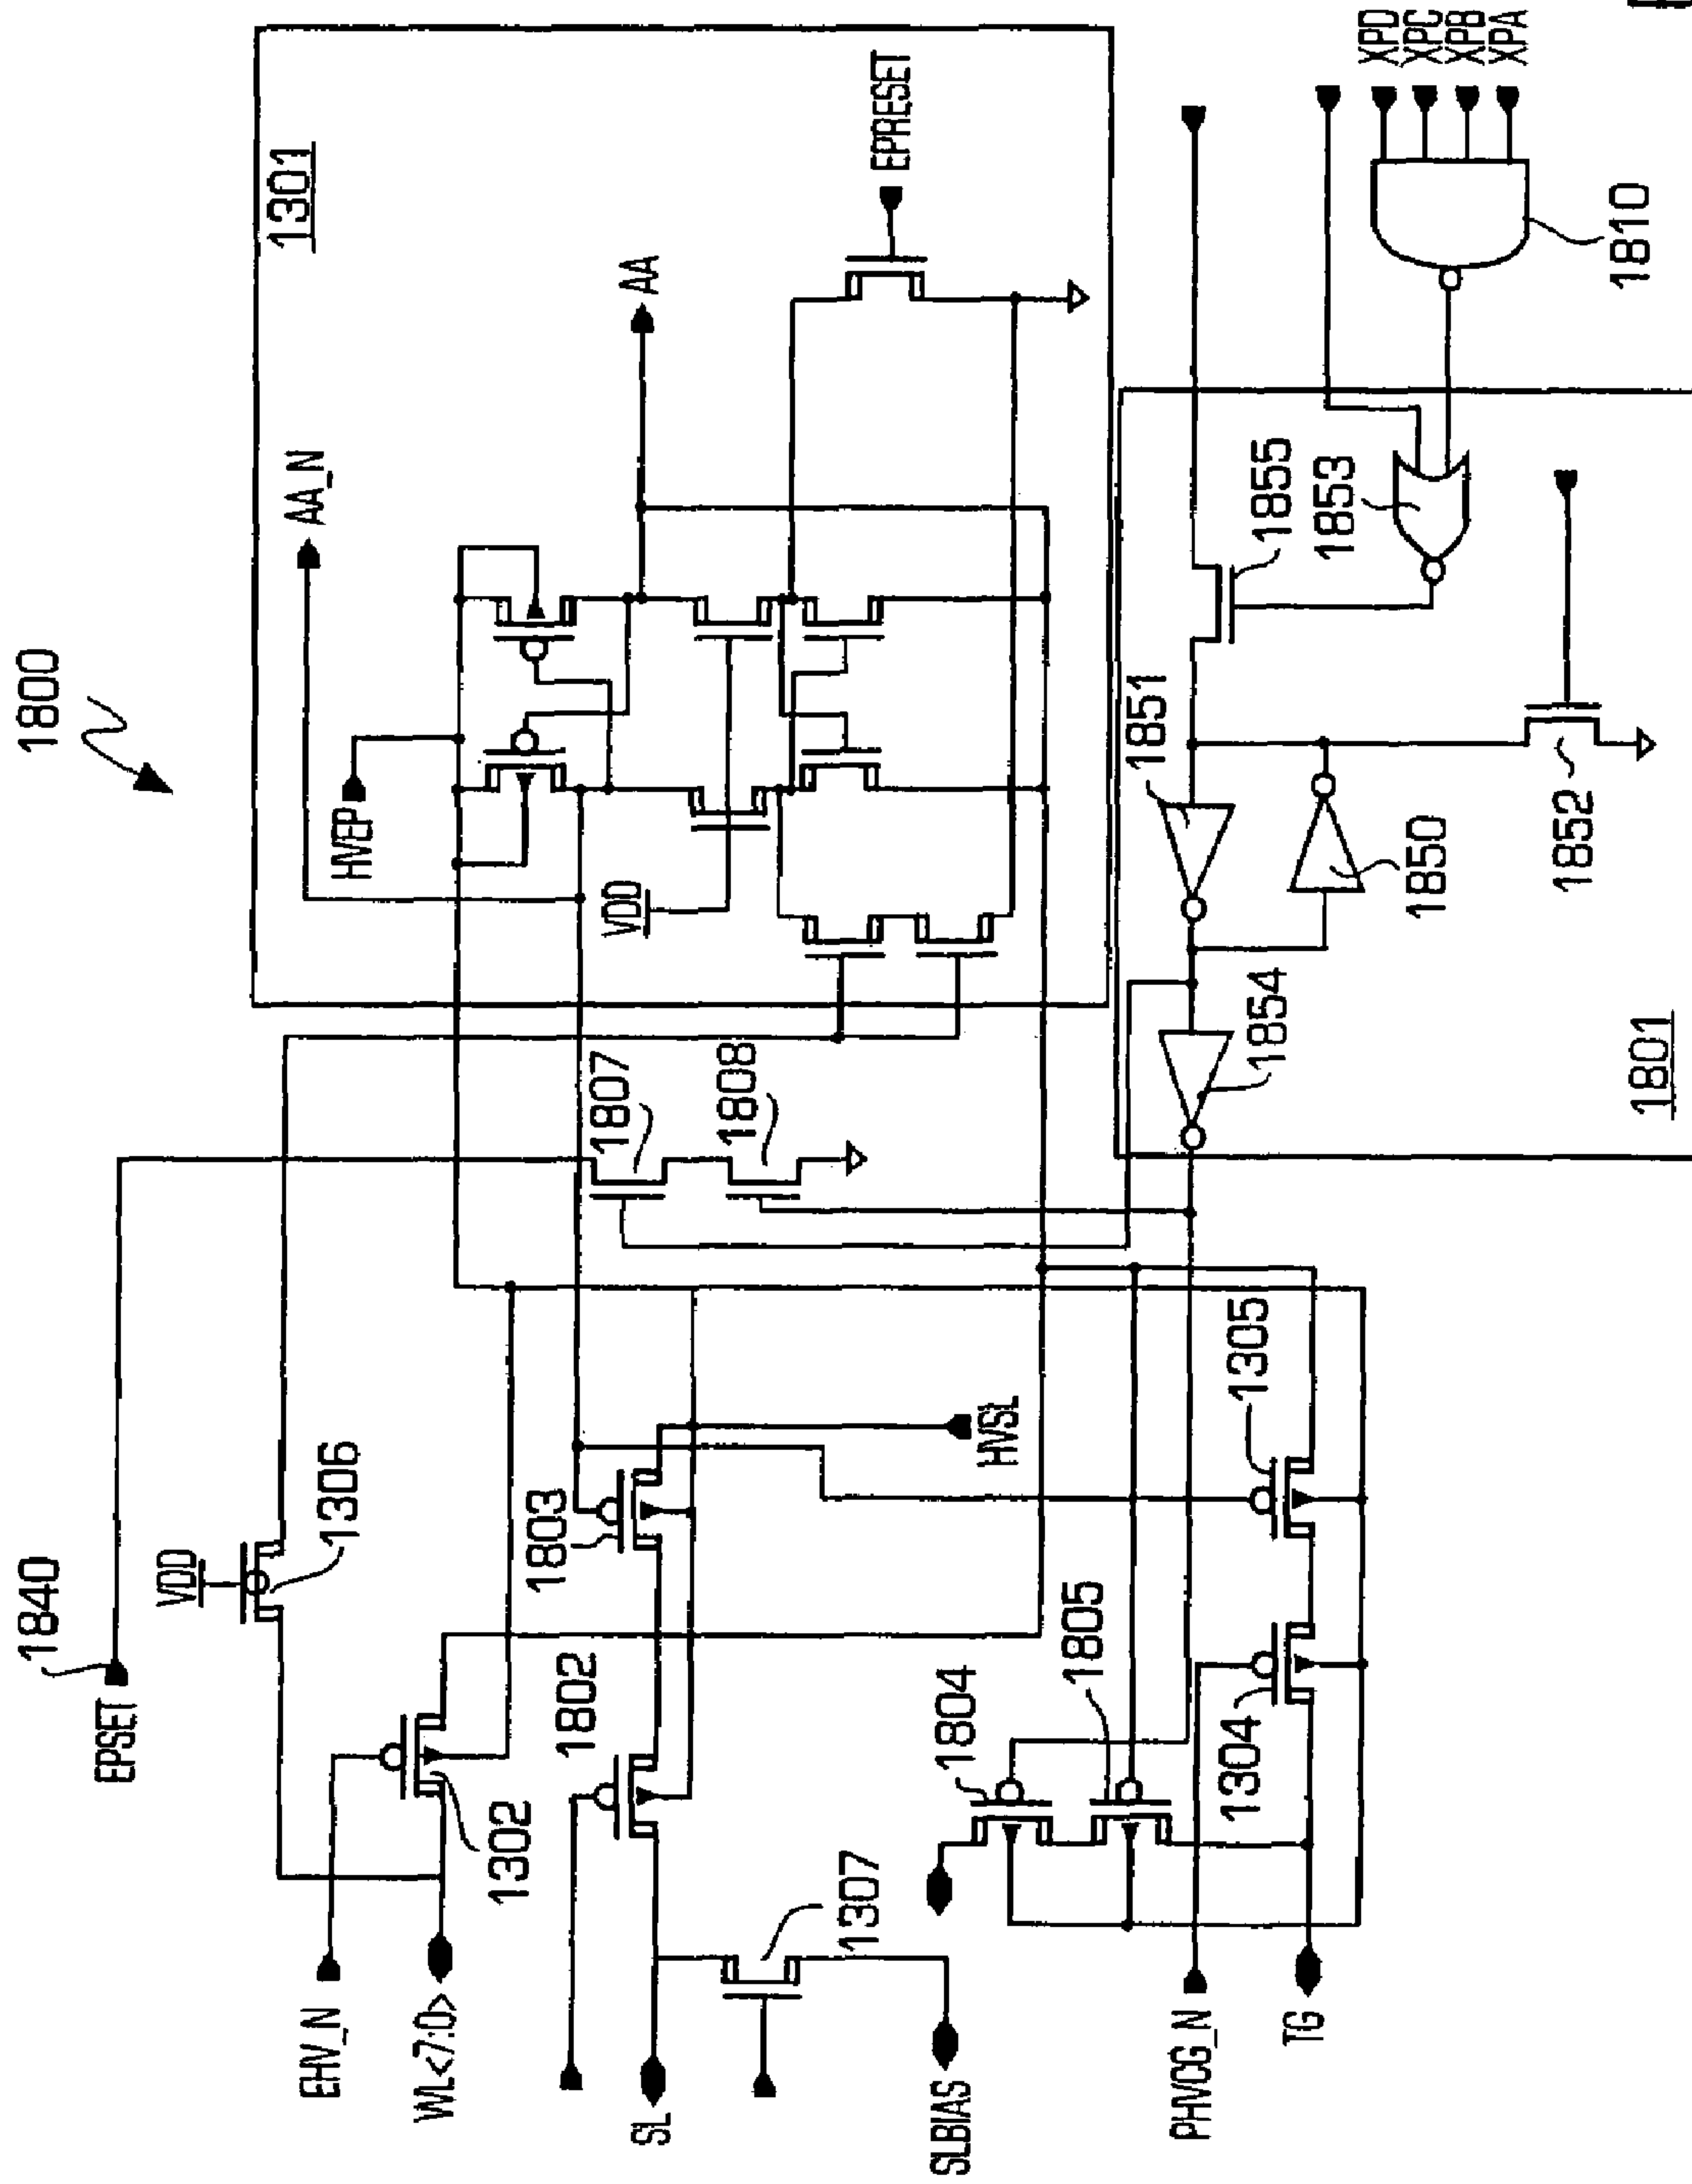 1800
1301
AA_N
AA
EPRESET
HVEP
VDD
XPD
XPC
XPB
XPA
1810
1855
1853
1851
1850
1852
1854
1801
1807
1808
1840
EPSET
VDD
1306
1302
EHV_N
WL<7:0>
1803
1802
HVSL
SL
1307
SLBIAS
1804
1805
1305
1304
PHVCG_N
TG